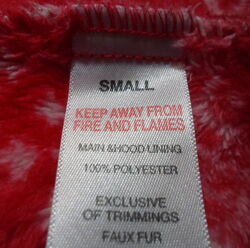 SMALL
KEEP AWAY FROM
FIRE AND FLAMES
MAIN &HOOD LINING
100% POLYESTER
EXCLUSIVE
OF TRIMMINGS
FAUX FUR